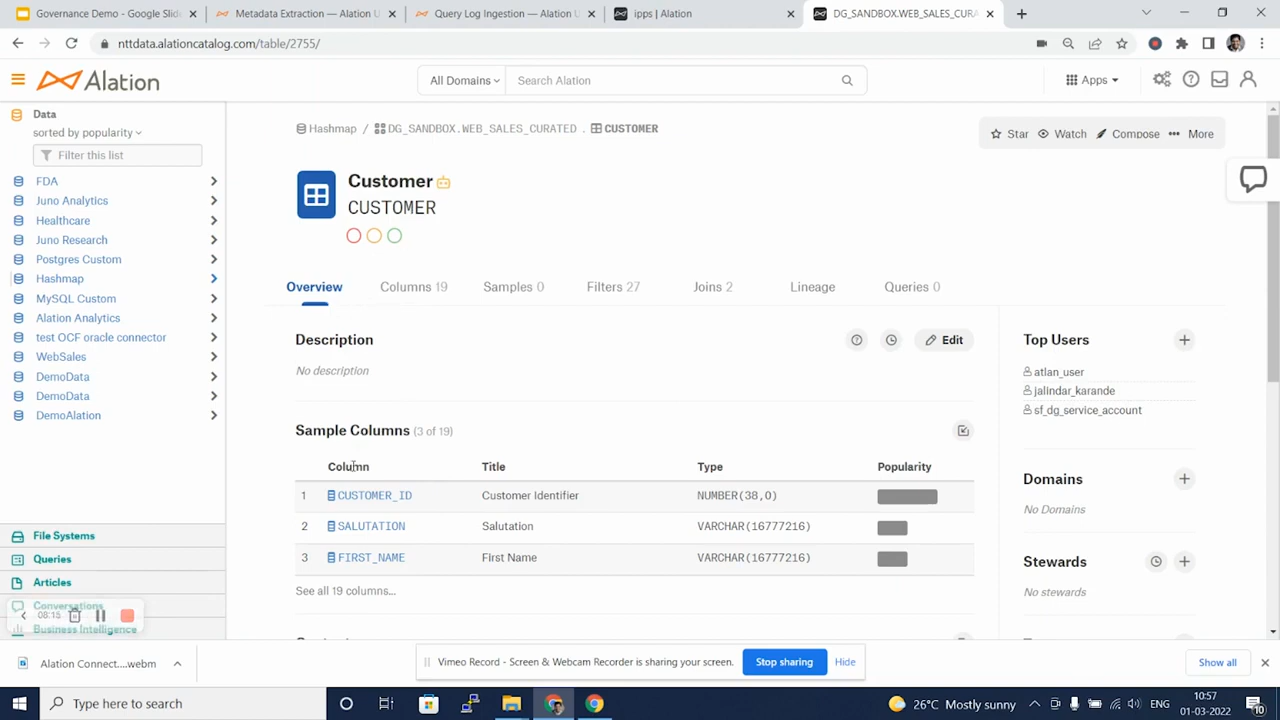 Governance Demo - Google Slide
Metadata Extraction — Alation U
Query Log Ingestion — Alation U
ipps | Alation
DG_SANDBOX.WEB_SALES_CURA
nttdata.alationcatalog.com/table/2755/
Alation
All Domains
Search Alation
Apps
Data
sorted by popularity
Filter this list
FDA
Juno Analytics
Healthcare
Juno Research
Postgres Custom
Hashmap
MySQL Custom
Alation Analytics
test OCF oracle connector
WebSales
DemoData
DemoData
DemoAlation
File Systems
Queries
Articles
Conversations
Business Intelligence
08:15
Hashmap / DG_SANDBOX.WEB_SALES_CURATED . CUSTOMER
Star Watch Compose More
Customer
CUSTOMER
Overview Columns 19 Samples 0 Filters 27 Joins 2 Lineage Queries 0
Description
Edit
No description
Sample Columns (3 of 19)
Column Title Type Popularity
1 CUSTOMER_ID Customer Identifier NUMBER(38,0)
2 SALUTATION Salutation VARCHAR(16777216)
3 FIRST_NAME First Name VARCHAR(16777216)
See all 19 columns...
Top Users
atlan_user
jalindar_karande
sf_dg_service_account
Domains
No Domains
Stewards
No stewards
Alation Connect....webm
Vimeo Record - Screen & Webcam Recorder is sharing your screen.
Stop sharing
Hide
Show all
Type here to search
26°C Mostly sunny
ENG
10:57
01-03-2022
10